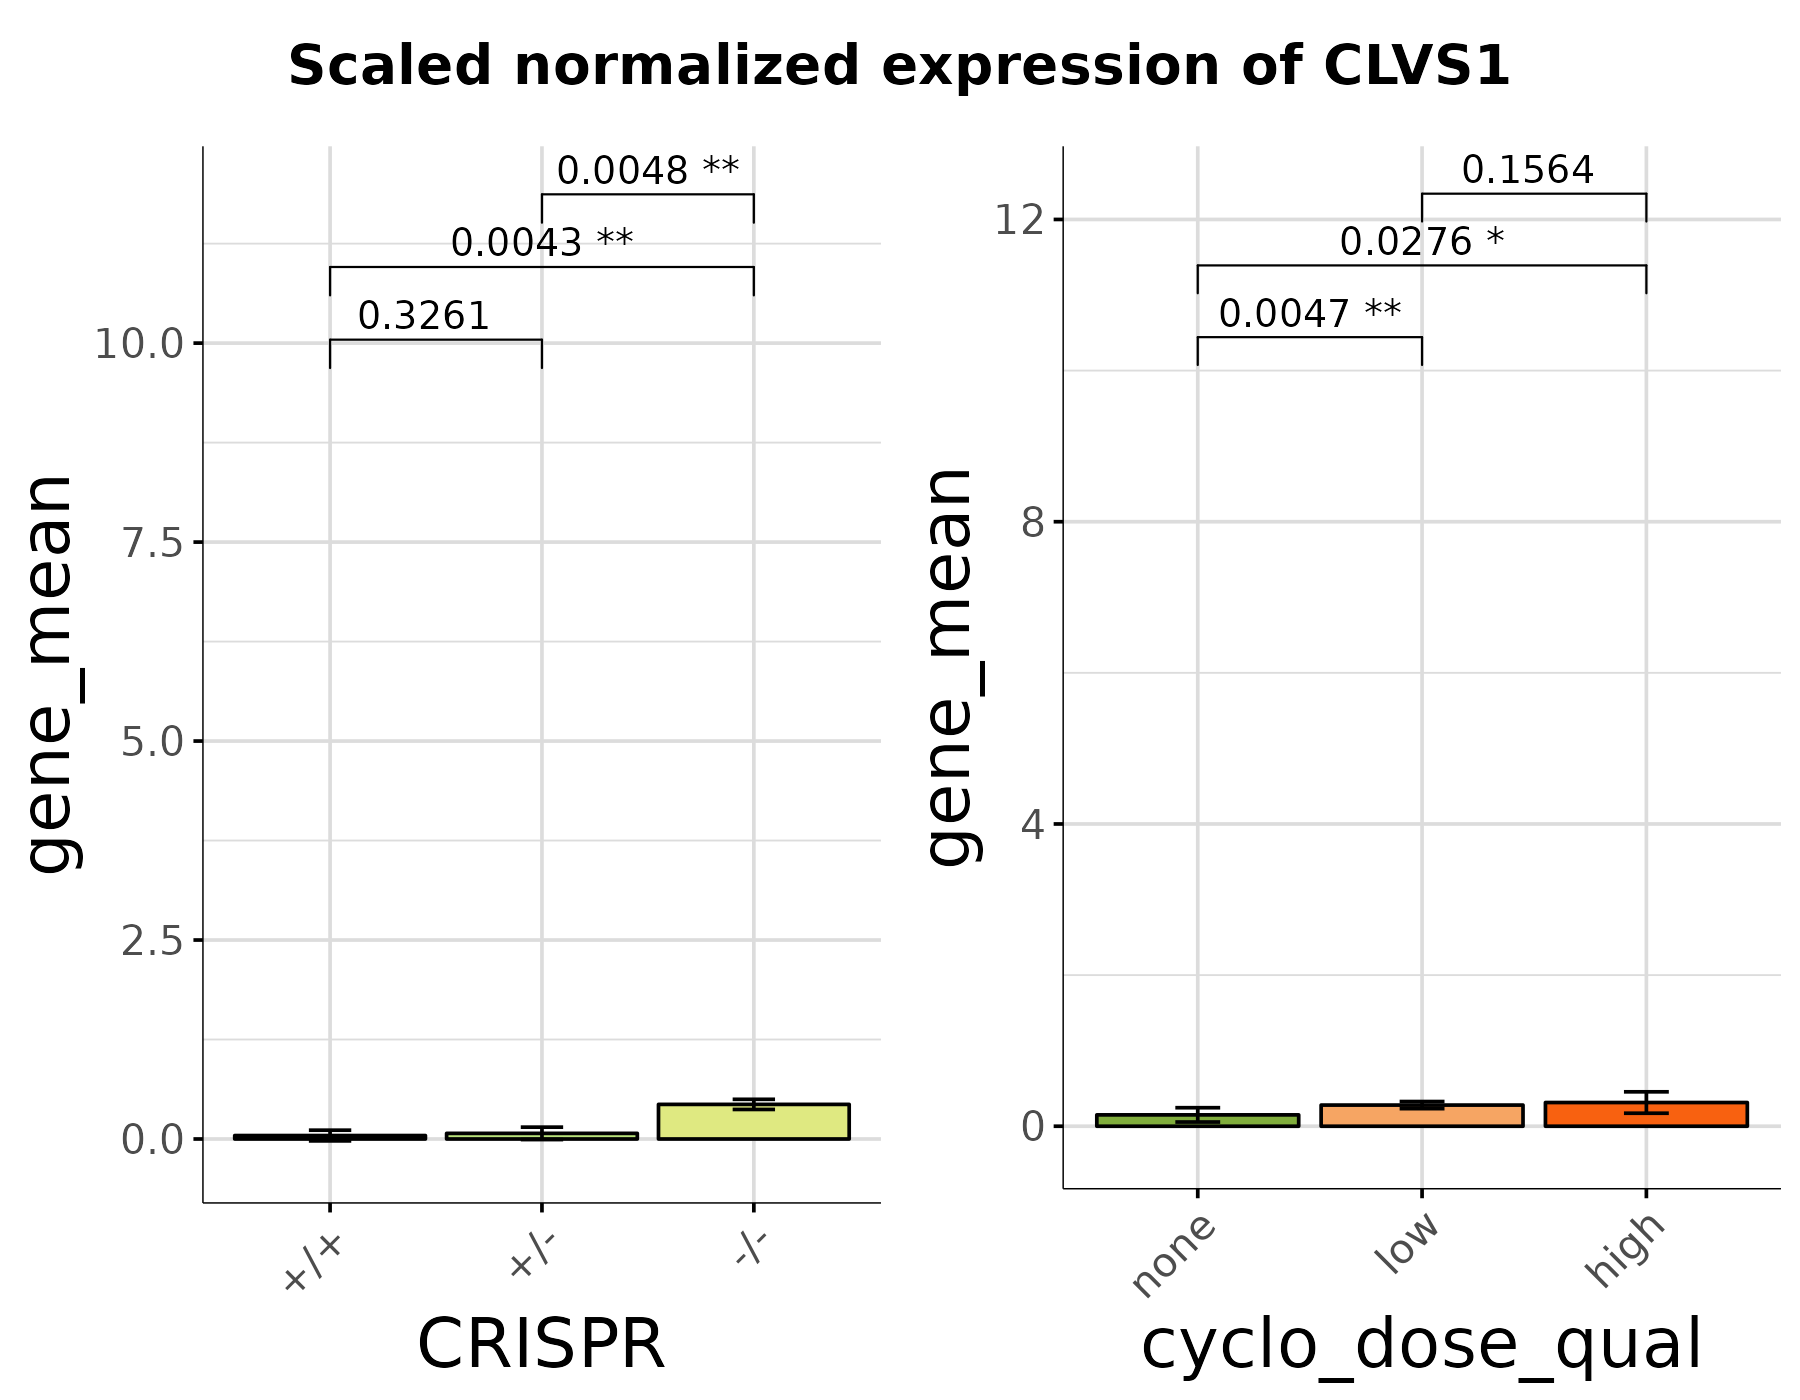 Scaled normalized expression of CLVS1
0.0048 **
0.0043 **
0.3261
10.0
7.5
5.0
2.5
0.0
gene_mean
+/+
+/-
-/-
CRISPR
0.1564
0.0276 *
0.0047 **
12
8
4
0
gene_mean
none
low
high
cyclo_dose_qual